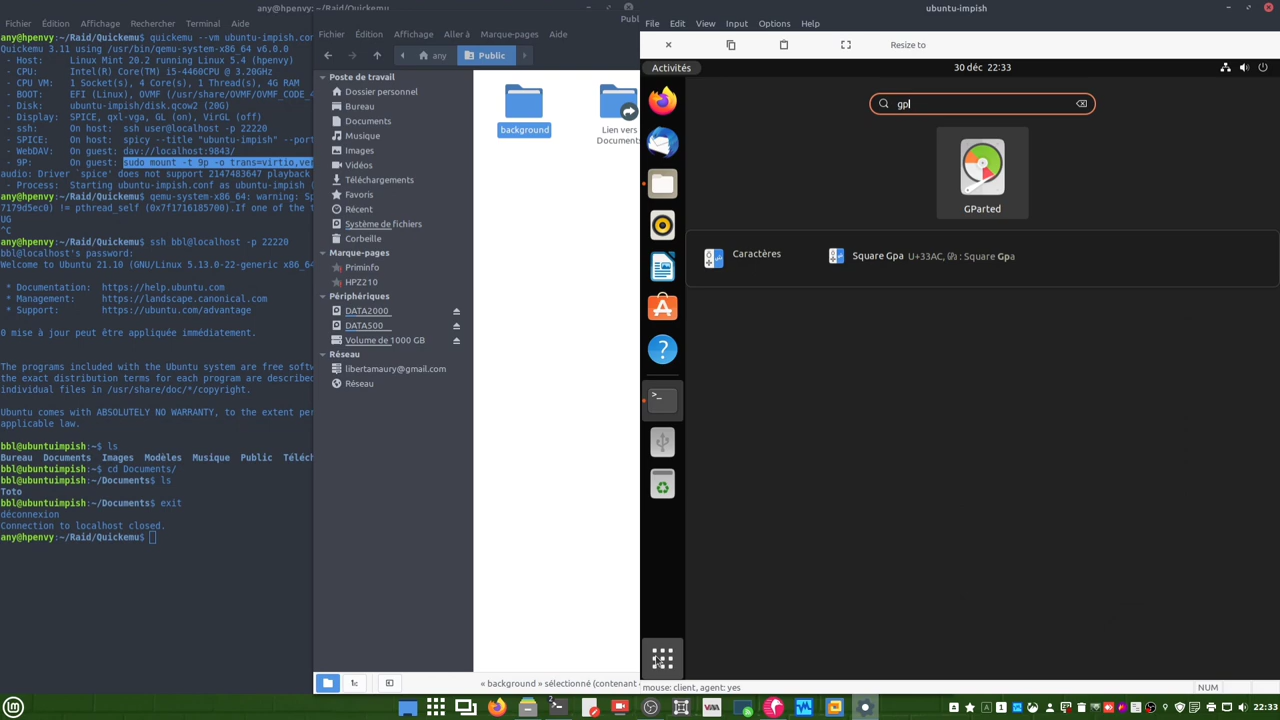 any@hpenvy:~/Raid/Quickemu
Fichier Édition Affichage Rechercher Terminal Aide
any@hpenvy:~/Raid/Quickemu$ quickemu --vm ubuntu-impish.con
Quickemu 3.11 using /usr/bin/qemu-system-x86_64 v6.0.0
- Host: Linux Mint 20.2 running Linux 5.4 (hpenvy)
- CPU: Intel(R) Core(TM) i5-4460CPU @ 3.20GHz
- CPU VM: 1 Socket(s), 4 Core(s), 1 Thread(s), 4G RAM
- BOOT: EFI (Linux), OVMF (/usr/share/OVMF/OVMF_CODE_4
- Disk: ubuntu-impish/disk.qcow2 (20G)
- Display: SPICE, qxl-vga, GL (on), VirGL (off)
- ssh: On host: ssh user@localhost -p 22220
- SPICE: On host: spicy --title "ubuntu-impish" --port
- WebDAV: On guest: dav://localhost:9843/
- 9P: On guest: sudo mount -t 9p -o trans=virtio,ver
audio: Driver `spice' does not support 2147483647 playback
- Process: Starting ubuntu-impish.conf as ubuntu-impish (
any@hpenvy:~/Raid/Quickemu$ qemu-system-x86_64: warning: Sp
7179d5ec0) != pthread_self (0x7f1716185700).If one of the t
UG
^C
any@hpenvy:~/Raid/Quickemu$ ssh bbl@localhost -p 22220
bbl@localhost's password:
Welcome to Ubuntu 21.10 (GNU/Linux 5.13.0-22-generic x86_64
* Documentation: https://help.ubuntu.com
* Management: https://landscape.canonical.com
* Support: https://ubuntu.com/advantage
0 mise à jour peut être appliquée immédiatement.
The programs included with the Ubuntu system are free softw
the exact distribution terms for each program are described
individual files in /usr/share/doc/*/copyright.
Ubuntu comes with ABSOLUTELY NO WARRANTY, to the extent per
applicable law.
bbl@ubuntuimpish:~$ ls
Bureau Documents Images Modèles Musique Public Téléch
bbl@ubuntuimpish:~$ cd Documents/
bbl@ubuntuimpish:~/Documents$ ls
Toto
bbl@ubuntuimpish:~/Documents$ exit
déconnexion
Connection to localhost closed.
any@hpenvy:~/Raid/Quickemu$
Publ
Fichier Édition Affichage Aller à Marque-pages Aide
any Public
Poste de travail
Dossier personnel
Bureau
Documents
Musique
Images
Vidéos
Téléchargements
Favoris
Récent
Système de fichiers
Corbeille
Marque-pages
Priminfo
HPZ210
Périphériques
DATA2000
DATA500
Volume de 1000 GB
Réseau
libertamaury@gmail.com
Réseau
background
Lien vers
Document
« background » sélectionné (contenant
ubuntu-impish
File Edit View Input Options Help
Resize to
Activités
30 déc 22:33
gpl
GParted
Caractères
Square Gpa U+33AC, ㎬ : Square Gpa
mouse: client, agent: yes
NUM
22:33